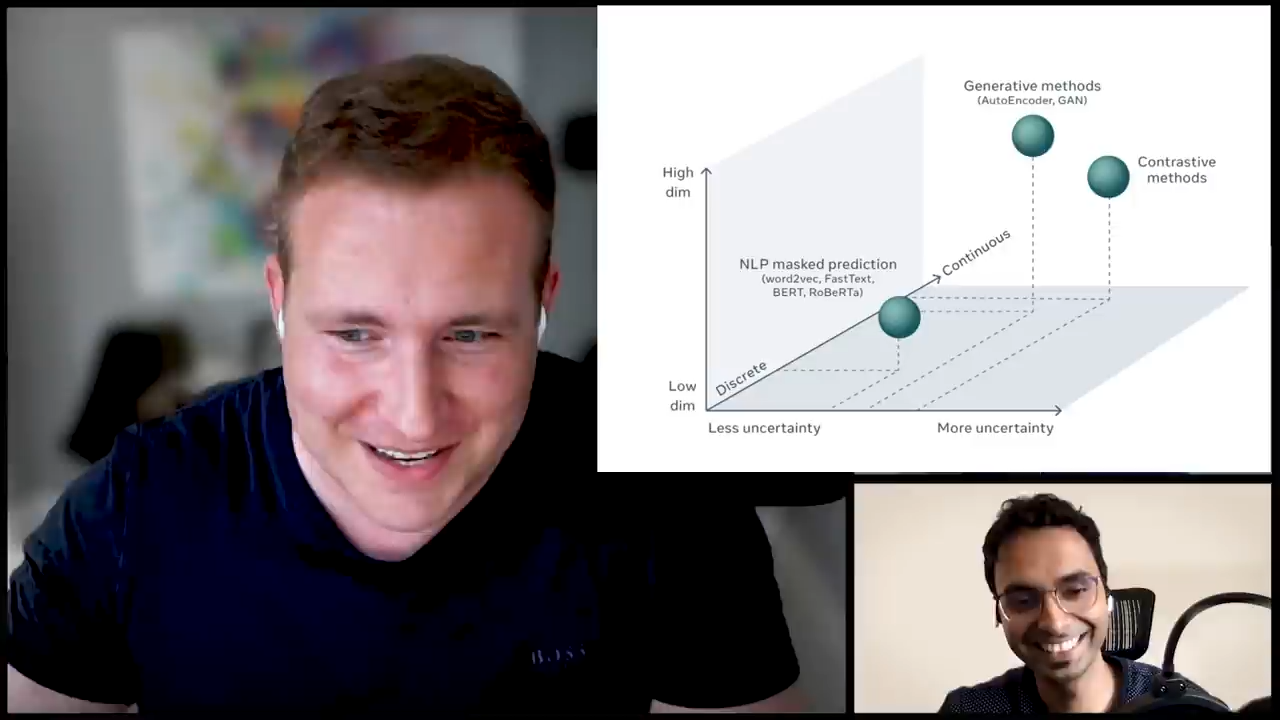 Generative methods
(AutoEncoder, GAN)
Contrastive
methods
High
dim
Continuous
NLP masked prediction
(word2vec, FastText,
BERT, RoBERTa)
Discrete
Low
dim
Less uncertainty
More uncertainty
BOSS